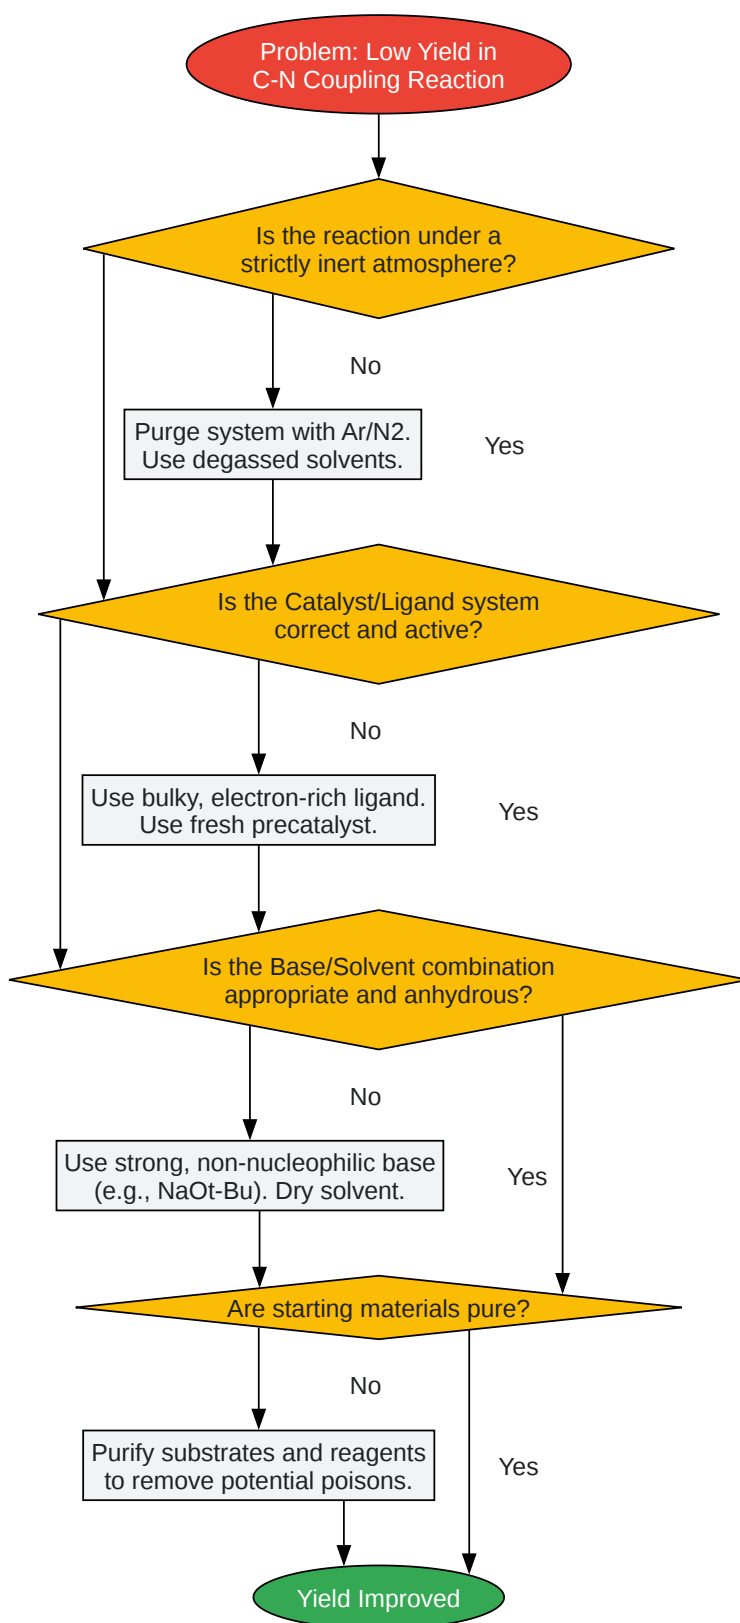 Problem: Low Yield in
C-N Coupling Reaction
Is the reaction under a
strictly inert atmosphere?
No
Purge system with Ar/N2.
Use degassed solvents.
Yes
Is the Catalyst/Ligand system
correct and active?
No
Use bulky, electron-rich ligand.
Use fresh precatalyst.
Yes
Is the Base/Solvent combination
appropriate and anhydrous?
No
Use strong, non-nucleophilic base
(e.g., NaOt-Bu). Dry solvent.
Yes
Are starting materials pure?
No
Purify substrates and reagents
to remove potential poisons.
Yes
Yield Improved